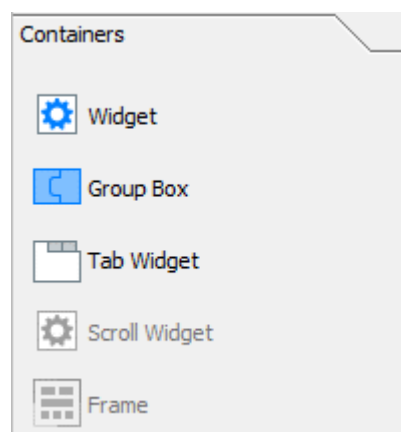 Containers
Widget
Group Box
Tab Widget
Scroll Widget
Frame